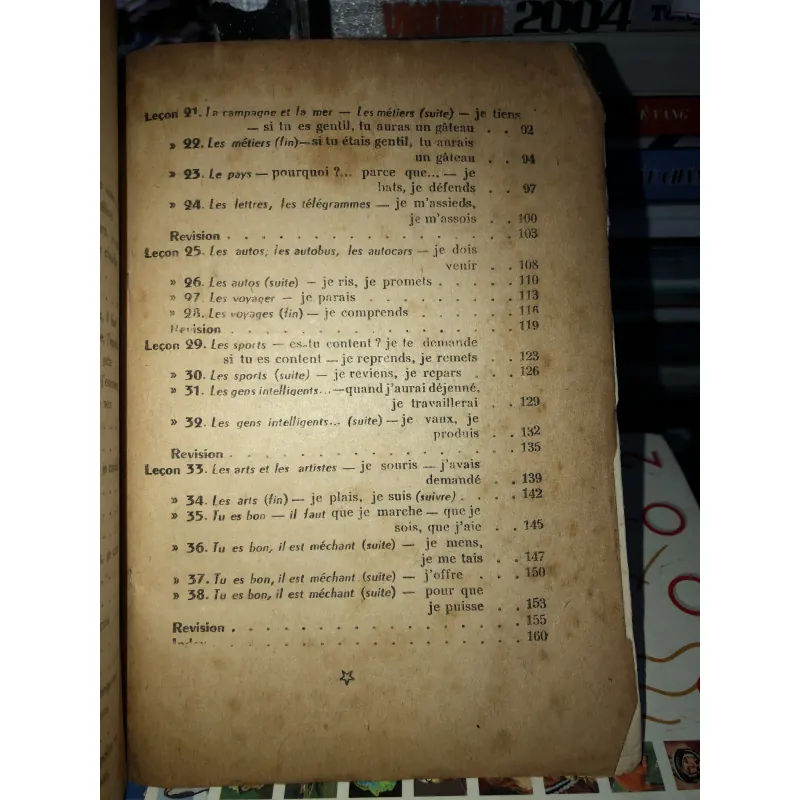 VIETNAM 2004
Leçon 21. La campagne et la mer — Les métiers (suite) — je tiens
— si tu es gentil, tu auras un gâteau . . 92
» 22. Les métiers (fin)—si tu étais gentil, tu aurais
un gâteau . . 94
» 23. Le pays — pourquoi ?... parce que...— je
bats, je défends . . 97
» 24. Les lettres, les télégrammes — je m'assieds,
je m'assois . . 100
Revision . . . . . . . . . . . . . . . 103
Leçon 25. Les autos, les autobus, les autocars — je dois
venir . . 108
» 26. Les autos (suite) — je ris, je promets . . . . . 110
» 27. Les voyager — je parais . . . . . . . . . 113
» 28. Les voyages (fin) — je comprends . . . . . . 116
Revision . . . . . . . . . . . . . . . 119
Leçon 29. Les sports — es-tu content ? je te demande
si tu es content — je reprends, je remets . . 123
» 30. Les sports (suite) — je reviens, je repars . . . 126
» 31. Les gens intelligents...—quand j'aurai déjeuné,
je travaillerai . . 129
» 32. Les gens intelligents... (suite) — je vaux, je
produis . . 132
Revision . . . . . . . . . . . . . . . 135
Leçon 33. Les arts et les artistes — je souris — j'avais
demandé . . 139
» 34. Les arts (fin) — je plais, je suis (suivre) . . . . 142
» 35. Tu es bon — il faut que je marche — que je
sois, que j'aie . . 145
» 36. Tu es bon, il est méchant (suite) — je mens,
je me tais . . 147
» 37. Tu es bon, il est méchant (suite) — j'offre . . . 150
» 38. Tu es bon, il est méchant (suite) — pour que
je puisse . . 153
Revision . . . . . . . . . . . . . . . 155
Index . . . . . . . . . . . . . . . 160